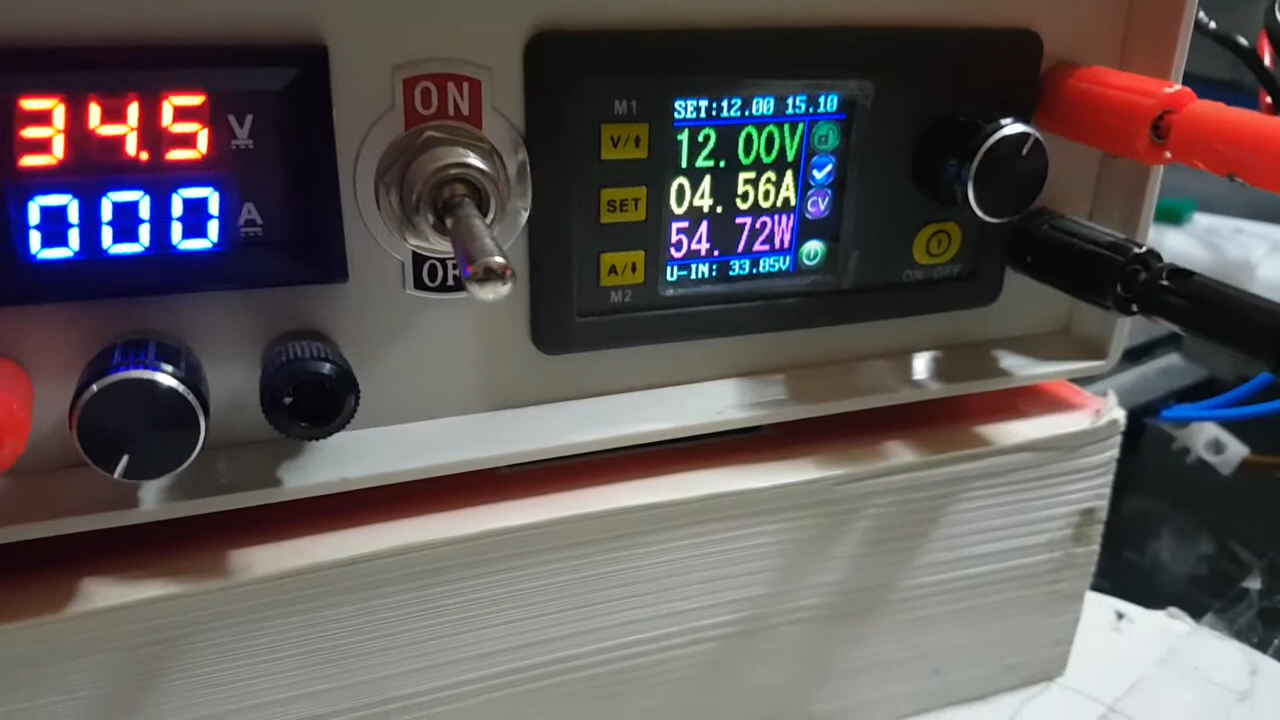 34.5 V
000 A
ON
OF
M1
V/⬆
SET
A/⬇
M2
SET:12.00 15.10
12.00V
04.56A
54.72W
U-IN: 33.85V
CV
ON/OFF